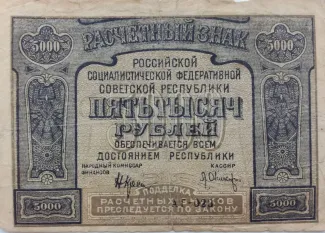 5000 РАСЧЕТНЫЙ ЗНАК 5000
РОССИЙСКОЙ
СОЦИАЛИСТИЧЕСКОЙ ФЕДЕРАТИВНОЙ
СОВЕТСКОЙ РЕСПУБЛИКИ
ПЯТЬ ТЫСЯЧ
РУБЛЕЙ
ОБЕСПЕЧИВАЕТСЯ ВСЕМ
ДОСТОЯНИЕМ РЕСПУБЛИКИ
НАРОДНЫЙ КОМИССАР КАССИР
ФИНАНСОВ
ПОДДЕЛКА
5000 РАСЧЕТНЫХ ЗНАКОВ 5000
ПРЕСЛЕДУЕТСЯ ПО ЗАКОНУ